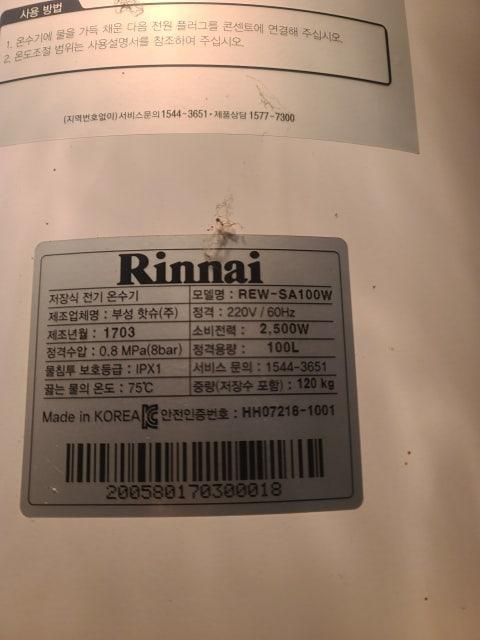 사용 방법
1. 온수기에 물을 가득 채운 다음 전원 플러그를 콘센트에 연결해 주십시오.
2. 온도조절 범위는 사용설명서를 참조하여 주십시오.
(지역번호없이) 서비스문의 1544-3651 • 제품상담 1577-7300
Rinnai
저장식 전기 온수기 모델명 : REW-SA100W
제조업체명 : 부성 핫슈(주) 정격 : 220V / 60Hz
제조년월 : 1703 소비전력 : 2,500W
정격수압 : 0.8 MPa(8bar) 정격용량 : 100L
물침투 보호등급 : IPX1 서비스 문의 : 1544-3651
끓는 물의 온도 : 75℃ 중량(저장수 포함) : 120 kg
Made in KOREA 안전인증번호 : HH07216-1001
200580170300018